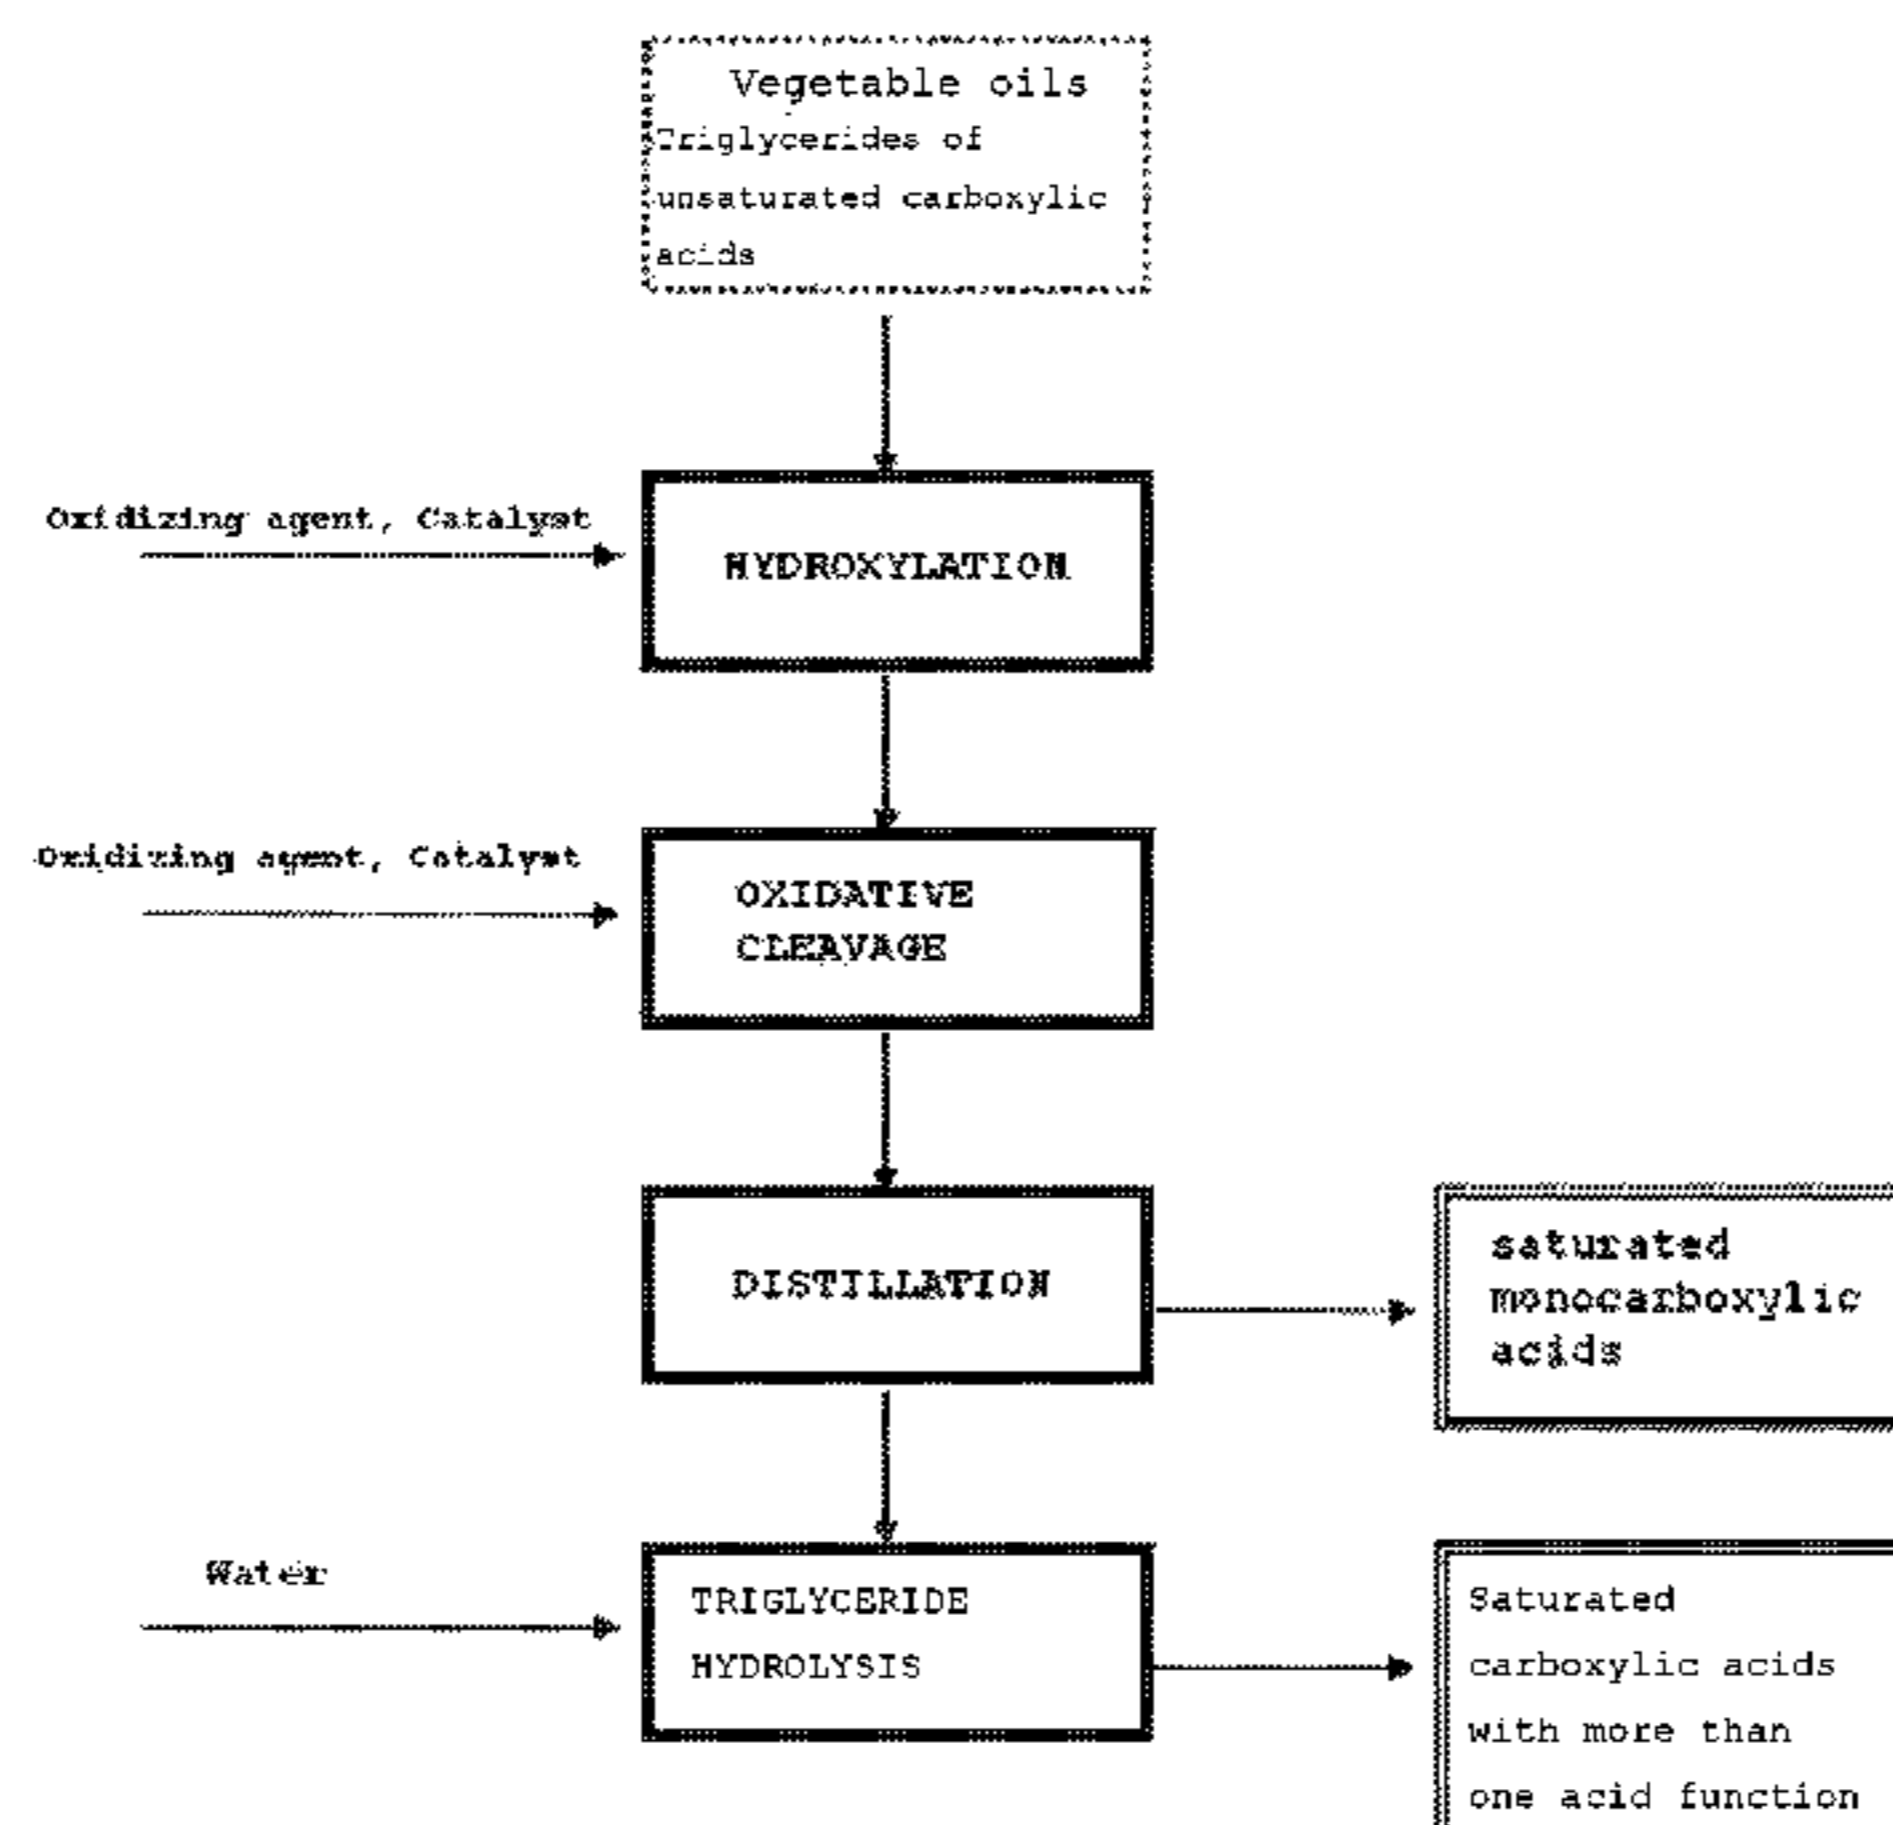 Vegetable oils
Triglycerides of
unsaturated carboxylic
acids
Oxidizing agent, Catalyst
HYDROXYLATION
Oxidizing agent, Catalyst
OXIDATIVE
CLEAVAGE
DISTILLATION
saturated
monocarboxylic
acids
Water
TRIGLYCERIDE
HYDROLYSIS
Saturated
carboxylic acids
with more than
one acid function